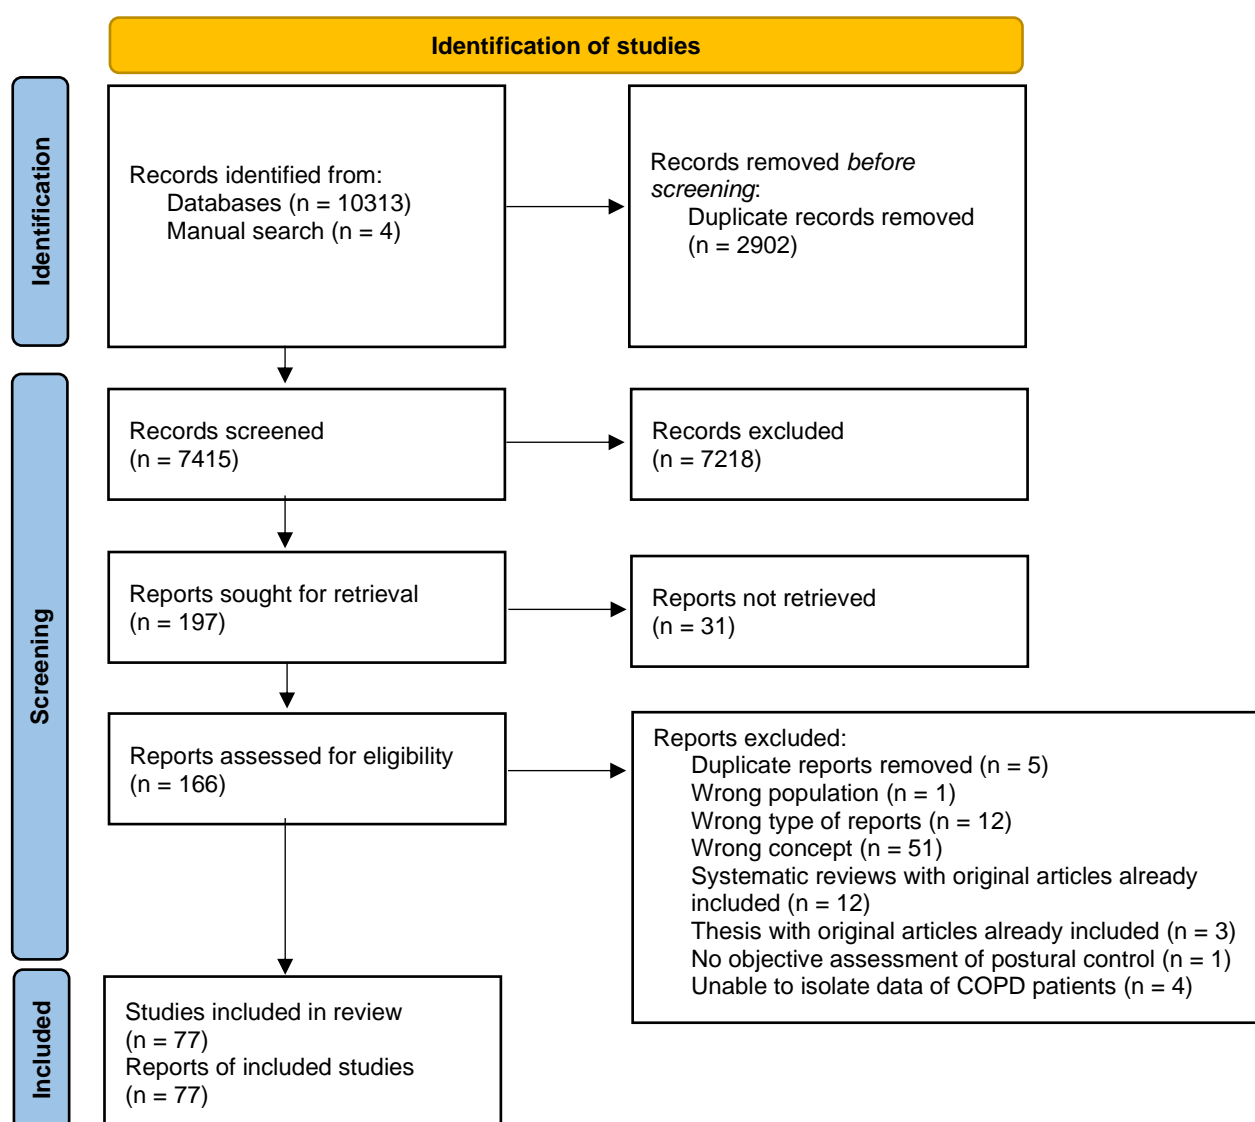 Identification of studies
Identification
Records identified from:
Databases (n = 10313)
Manual search (n = 4)
Records removed before
screening:
Duplicate records removed
(n = 2902)
Screening
Records screened
(n = 7415)
Records excluded
(n = 7218)
Reports sought for retrieval
(n = 197)
Reports not retrieved
(n = 31)
Reports assessed for eligibility
(n = 166)
Reports excluded:
Duplicate reports removed (n = 5)
Wrong population (n = 1)
Wrong type of reports (n = 12)
Wrong concept (n = 51)
Systematic reviews with original articles already
included (n = 12)
Thesis with original articles already included (n = 3)
No objective assessment of postural control (n = 1)
Unable to isolate data of COPD patients (n = 4)
Included
Studies included in review
(n = 77)
Reports of included studies
(n = 77)